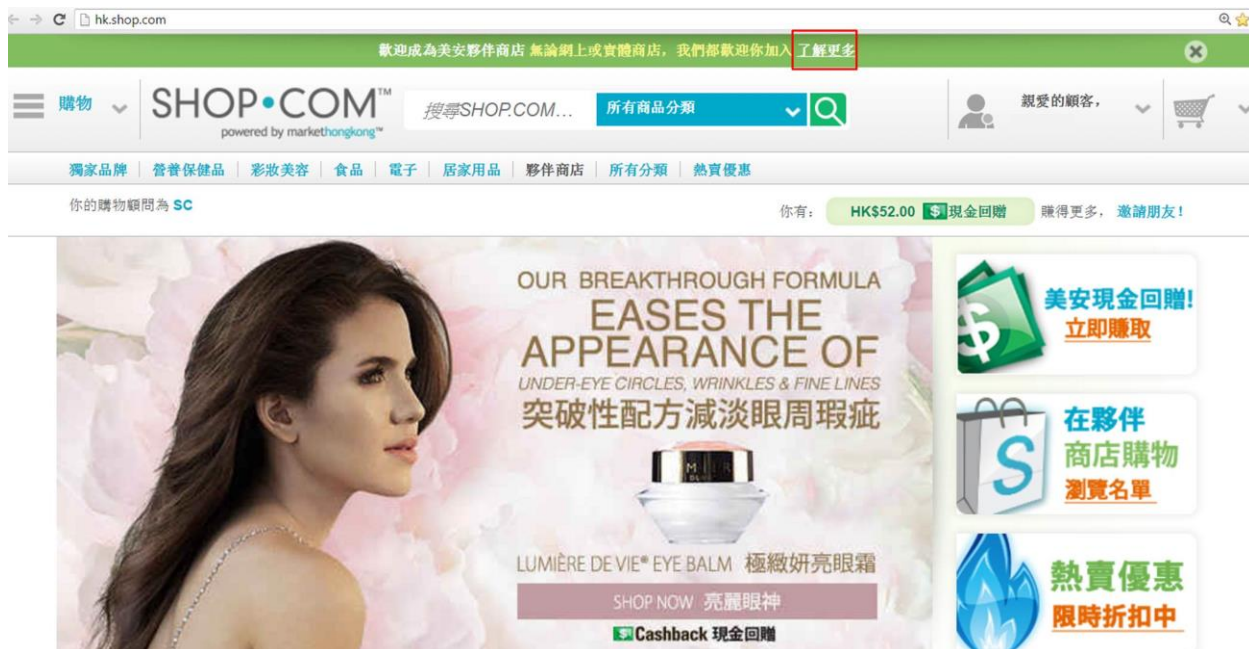 hk.shop.com
歡迎成為美安夥伴商店 無論網上或實體商店，我們都歡迎你加入 了解更多
購物
SHOP•COM™
powered by markethongkong™
搜尋SHOP.COM...
所有商品分類
親愛的顧客，
獨家品牌 | 營養保健品 | 彩妝美容 | 食品 | 電子 | 居家用品 | 夥伴商店 | 所有分類 | 熱賣優惠
你的購物顧問為 SC
你有： HK$52.00 $ 現金回贈 賺得更多， 邀請朋友！
OUR BREAKTHROUGH FORMULA
EASES THE
APPEARANCE OF
UNDER-EYE CIRCLES, WRINKLES & FINE LINES
突破性配方減淡眼周瑕疵
LUMIÈRE DE VIE® EYE BALM 極緻妍亮眼霜
SHOP NOW 亮麗眼神
$ Cashback 現金回贈
$
美安現金回贈!
立即賺取
S
在夥伴
商店購物
瀏覽名單
熱賣優惠
限時折扣中